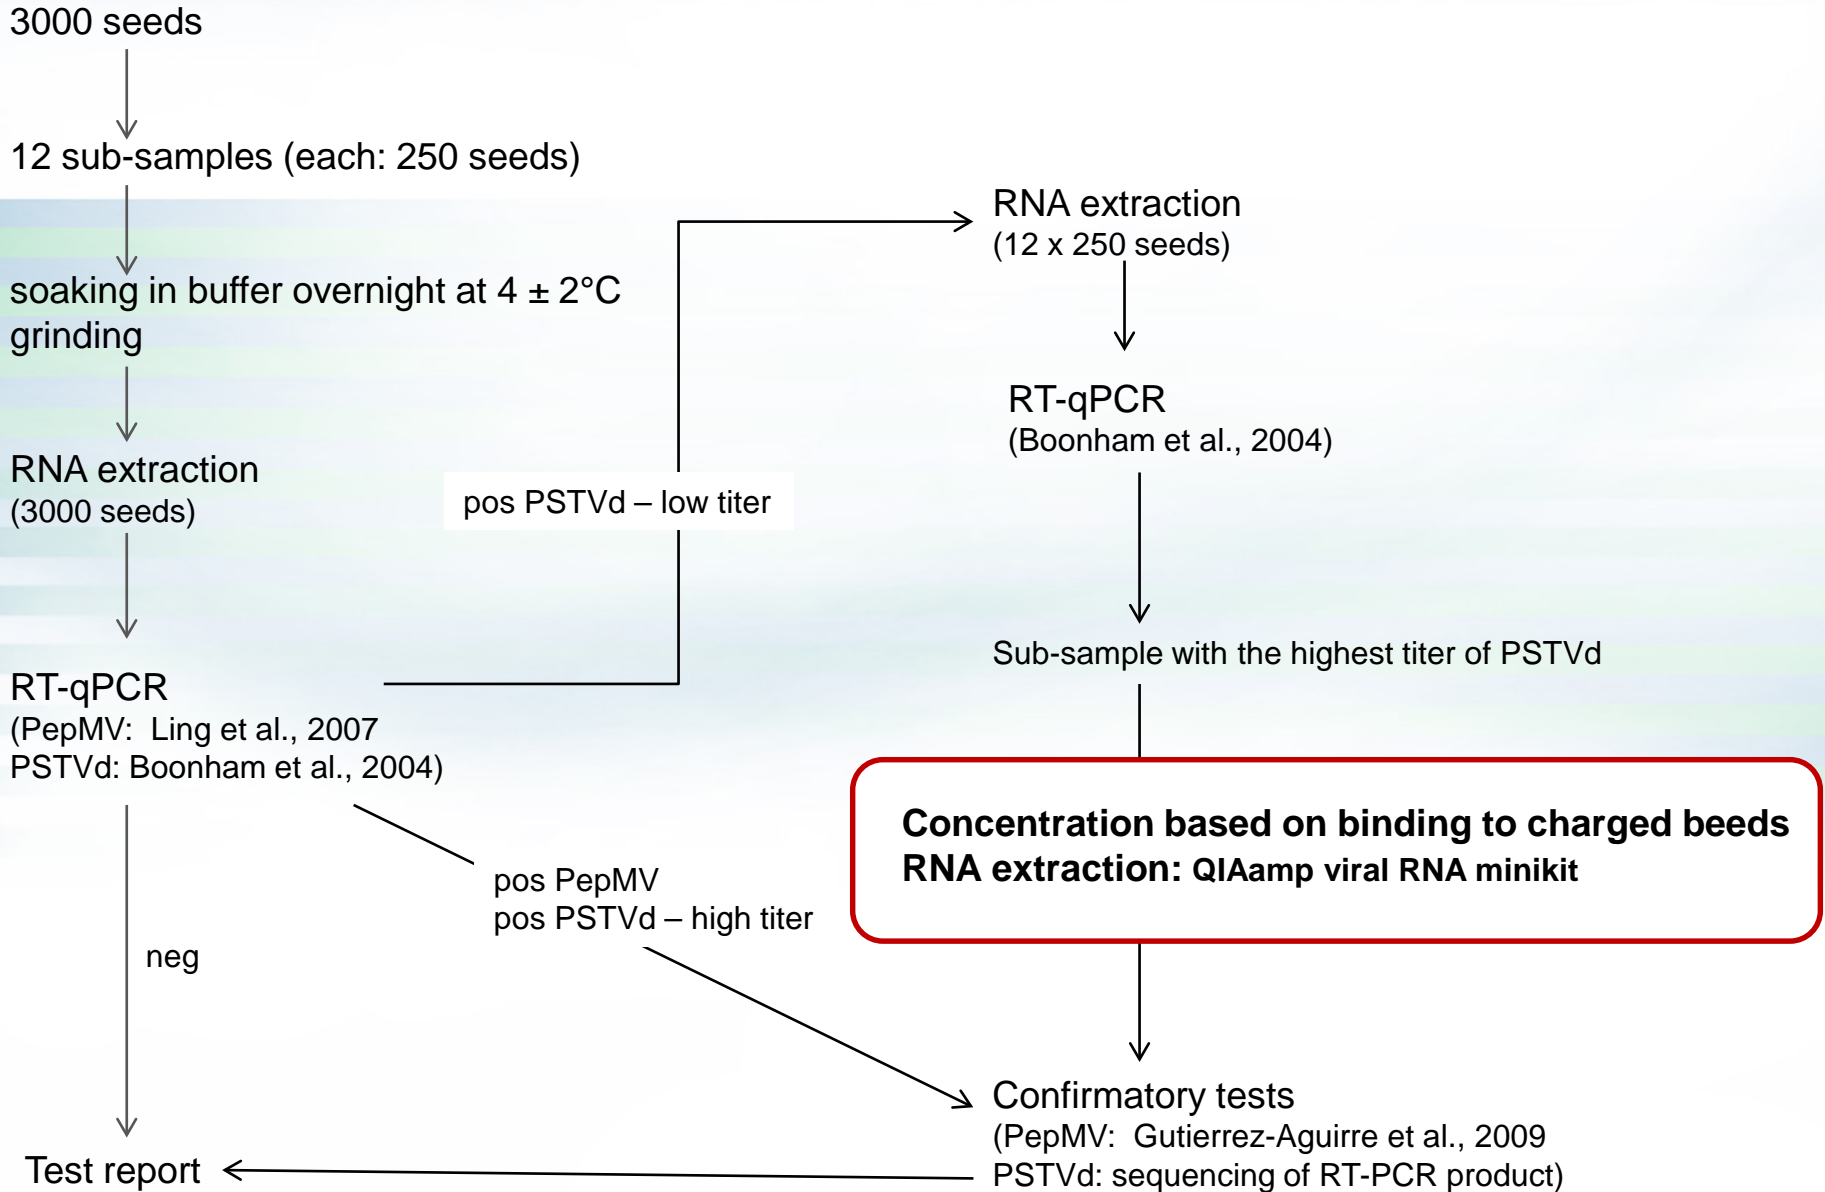 3000 seeds
12 sub-samples (each: 250 seeds)
soaking in buffer overnight at 4 ± 2°C
grinding
RNA extraction
(3000 seeds)
RT-qPCR
(PepMV:  Ling et al., 2007
PSTVd: Boonham et al., 2004)
neg
Test report
pos PSTVd – low titer
pos PepMV
pos PSTVd – high titer
RNA extraction
(12 x 250 seeds)
RT-qPCR
(Boonham et al., 2004)
Sub-sample with the highest titer of PSTVd
Concentration based on binding to charged beeds
RNA extraction: QIAamp viral RNA minikit
Confirmatory tests
(PepMV:  Gutierrez-Aguirre et al., 2009
PSTVd: sequencing of RT-PCR product)